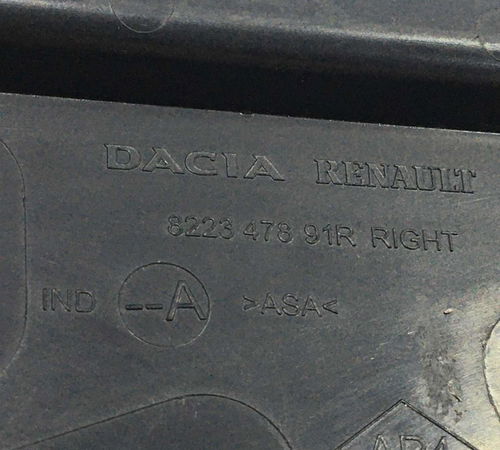 DACIA RENAULT
8223 478 91R RIGHT
IND --A >ASA<